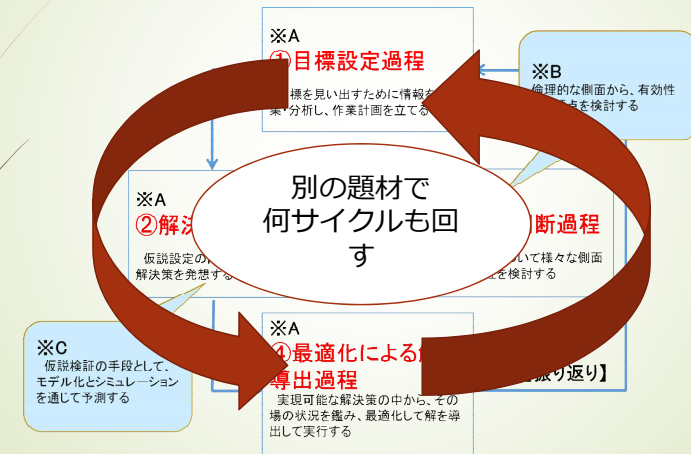 ※A
①目標設定過程
標を見い出すために情報を
・分析し、作業計画を立てる
※B
倫理的な側面から、有効性
を検討する
別の題材で
何サイクルも回
す
※A
②解決
仮説設定の
解決策を発想する
断過程
いて様々な側面
を検討する
※C
仮説検証の手段として、
モデル化とシミュレーション
を通じて予測する
※A
④最適化による
導出過程
実現可能な解決策の中から、その
場の状況を鑑み、最適化して解を導
出して実行する
振り返り】